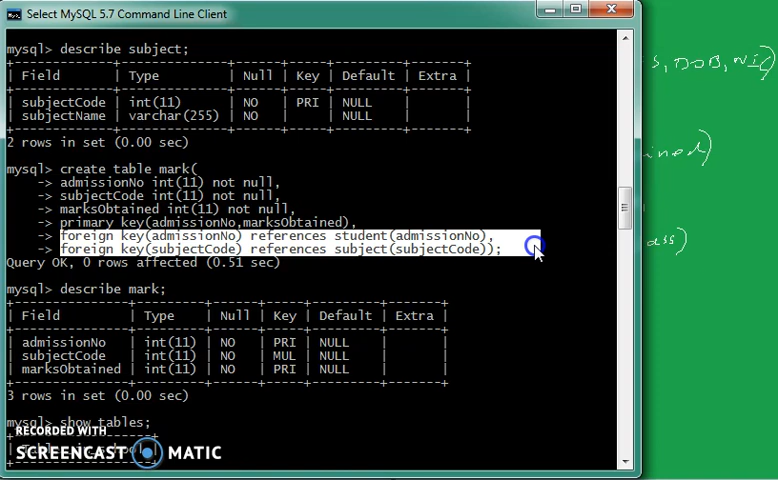 Select MySQL 5.7 Command Line Client
mysql> describe subject;
+-------------+--------------+------+-----+---------+-------+
| Field | Type | Null | Key | Default | Extra |
+-------------+--------------+------+-----+---------+-------+
| subjectCode | int(11) | NO | PRI | NULL | |
| subjectName | varchar(255) | NO | | NULL | |
+-------------+--------------+------+-----+---------+-------+
2 rows in set (0.00 sec)
mysql> create table mark(
-> admissionNo int(11) not null,
-> subjectCode int(11) not null,
-> marksObtained int(11) not null,
-> primary key(admissionNo,marksObtained),
-> foreign key(admissionNo) references student(admissionNo),
-> foreign key(subjectCode) references subject(subjectCode));
Query OK, 0 rows affected (0.51 sec)
mysql> describe mark;
+---------------+---------+------+-----+---------+-------+
| Field | Type | Null | Key | Default | Extra |
+---------------+---------+------+-----+---------+-------+
| admissionNo | int(11) | NO | PRI | NULL | |
| subjectCode | int(11) | NO | MUL | NULL | |
| marksObtained | int(11) | NO | PRI | NULL | |
+---------------+---------+------+-----+---------+-------+
3 rows in set (0.00 sec)
mysql> show tables;
RECORDED WITH
SCREENCAST MATIC
s, DOB, NIC)
ined)
ass)